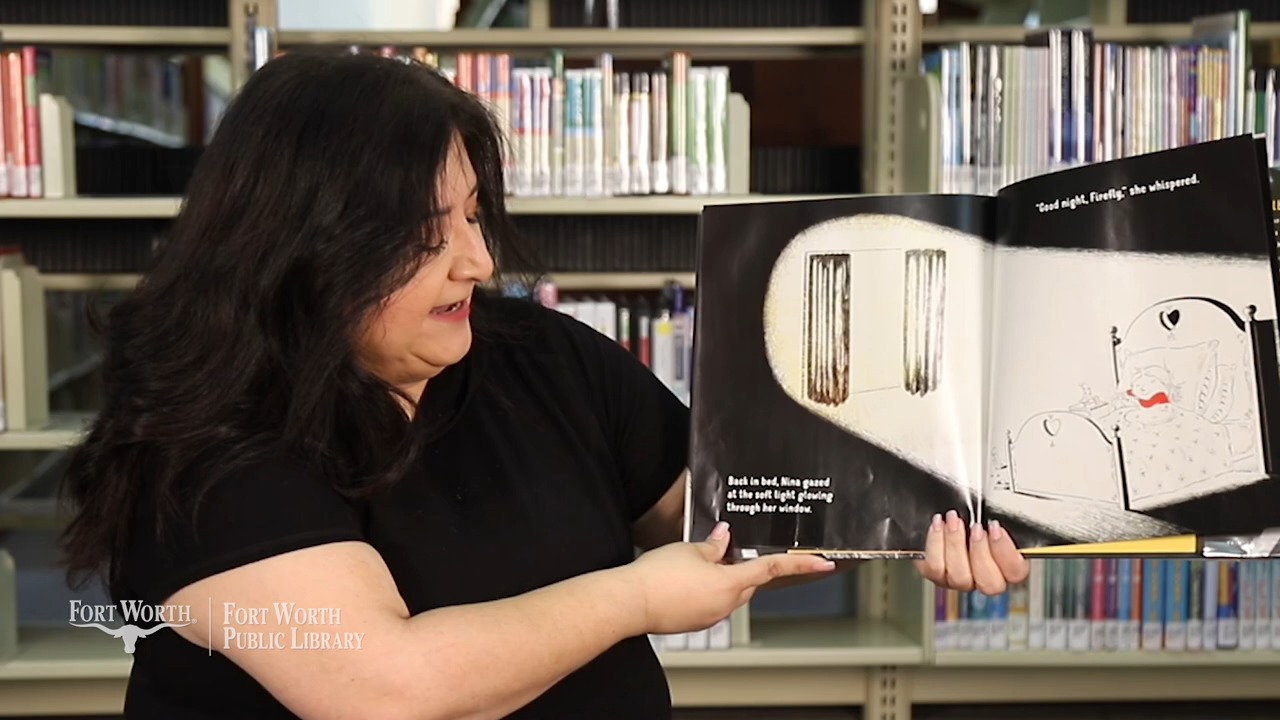 "Good night, Firefly," she whispered.
Back in bed, Nina gazed
at the soft light glowing
through her window.
FORT WORTH®
FORT WORTH
PUBLIC LIBRARY